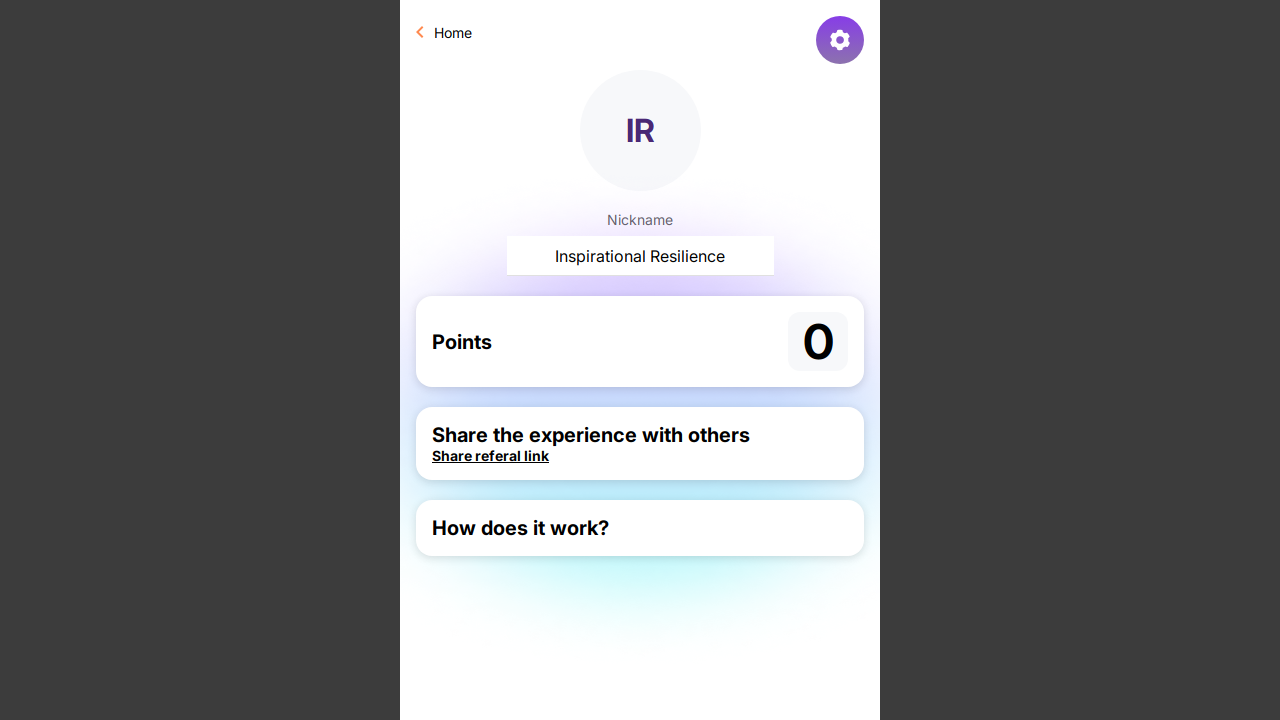 Home
IR
Nickname
Inspirational Resilience
Points
0
Share the experience with others
Share referal link
How does it work?